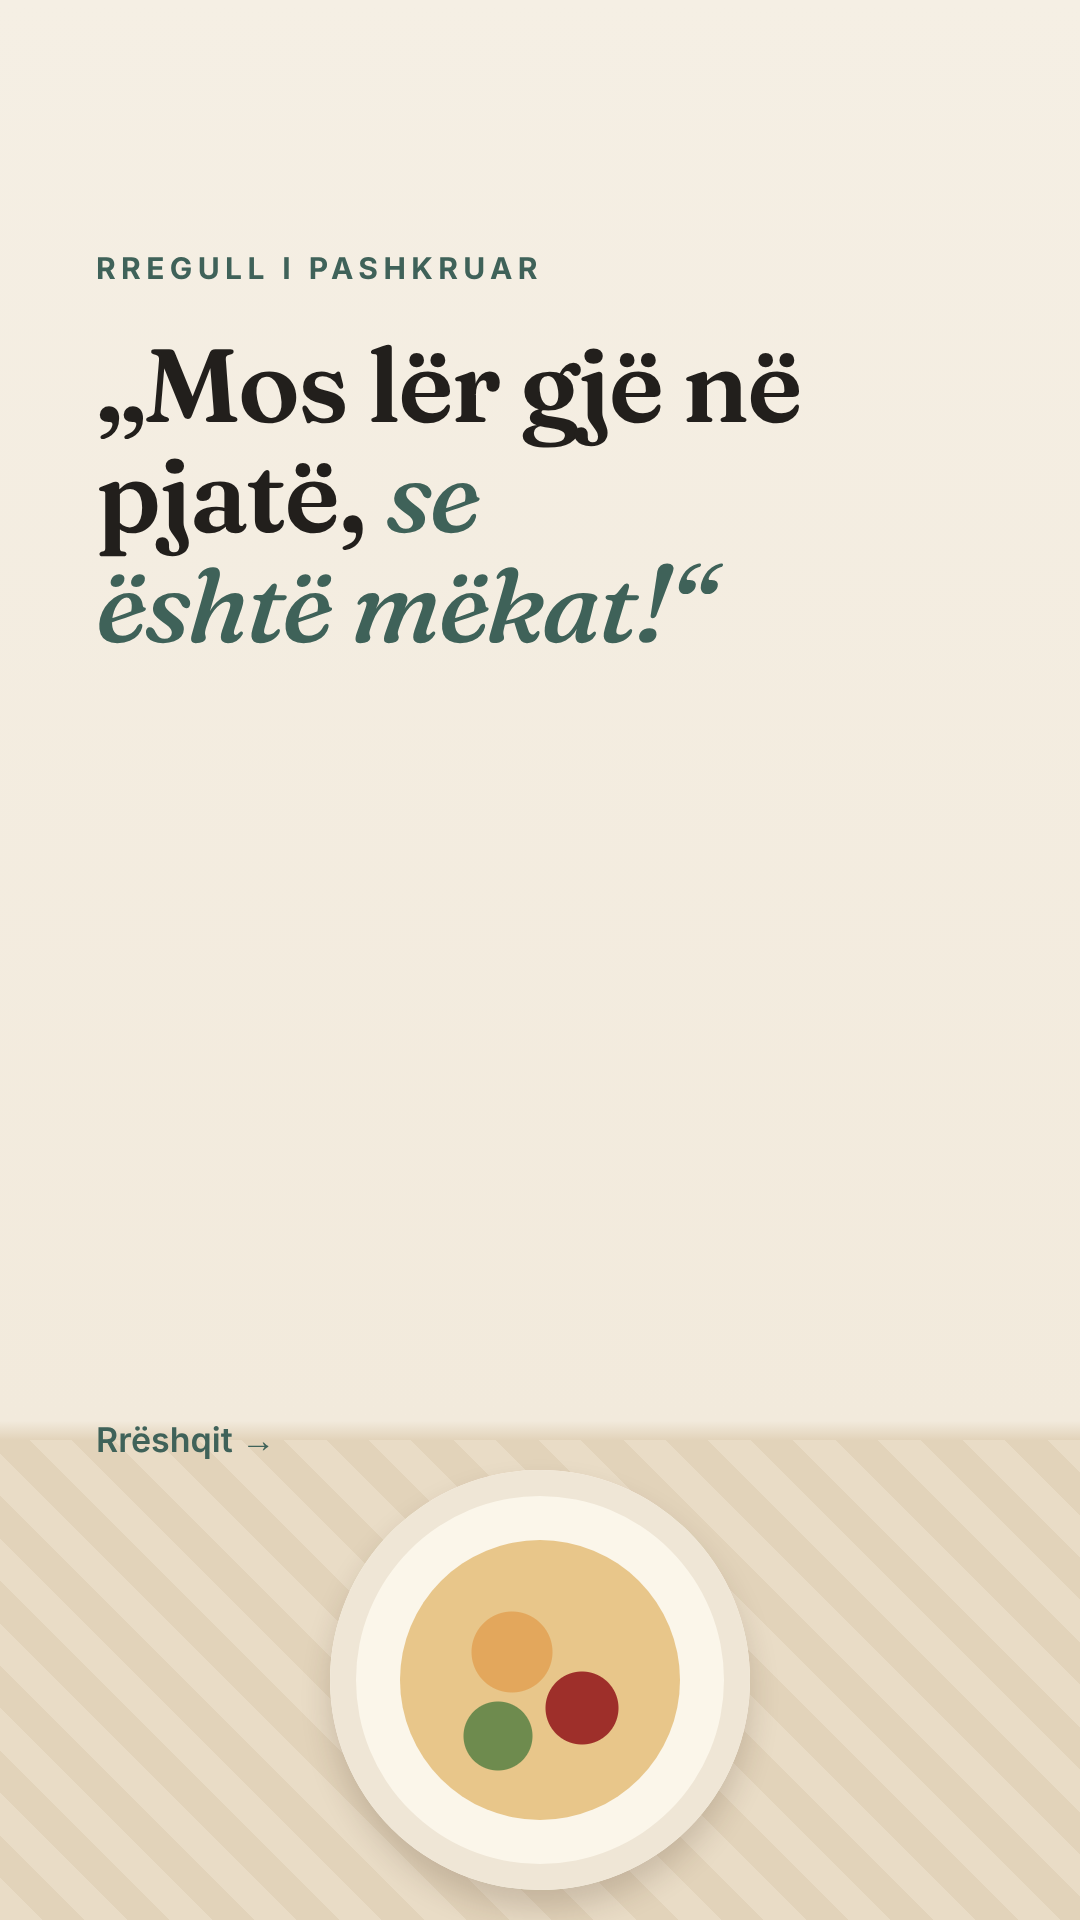 RREGULL I PASHKRUAR
„Mos lër gjë në
pjatë, se
është mëkat!“
Rrëshqit →